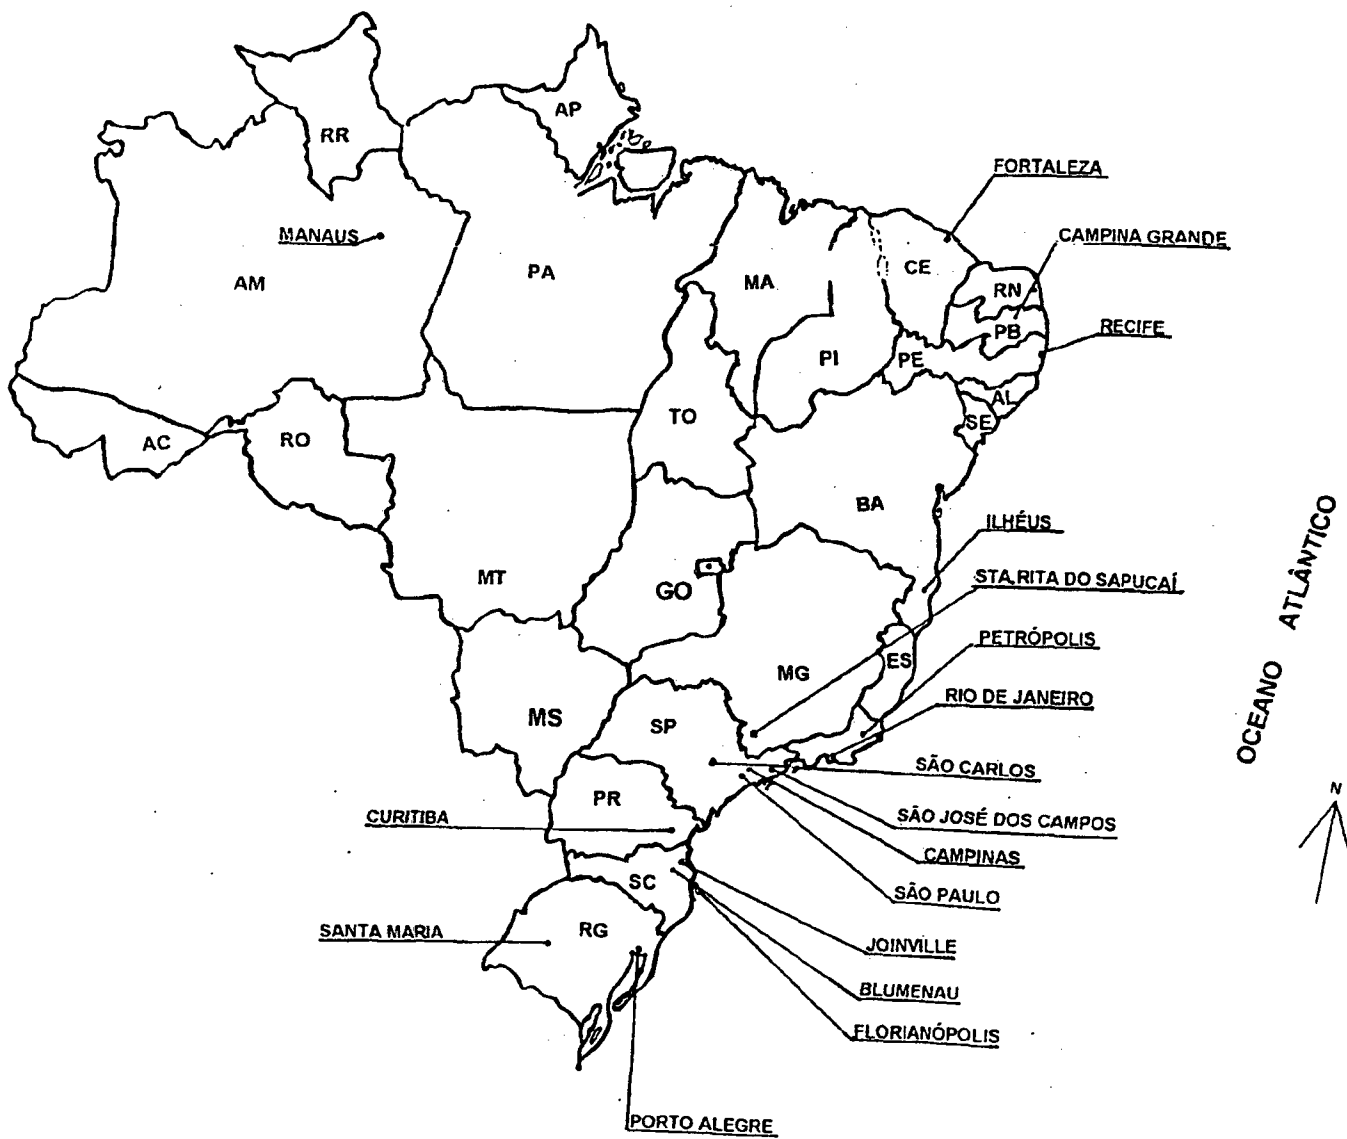 AP
RR
FORTALEZA
MANAUS
CAMPINA GRANDE
AM
PA
MA
CE
RN
RECIFE
PB
PI
PE
AL
TO
SE
AC
RO
BA
ILHÉUS
OCEANO ATLÂNTICO
MT
GO
STA.RITA DO SAPUCAÍ
PETRÓPOLIS
ES
MG
RIO DE JANEIRO
MS
SP
SÃO CARLOS
N
PR
CURITIBA
SÃO JOSÉ DOS CAMPOS
CAMPINAS
SC
SÃO PAULO
RG
SANTA MARIA
JOINVILLE
BLUMENAU
FLORIANÓPOLIS
PORTO ALEGRE